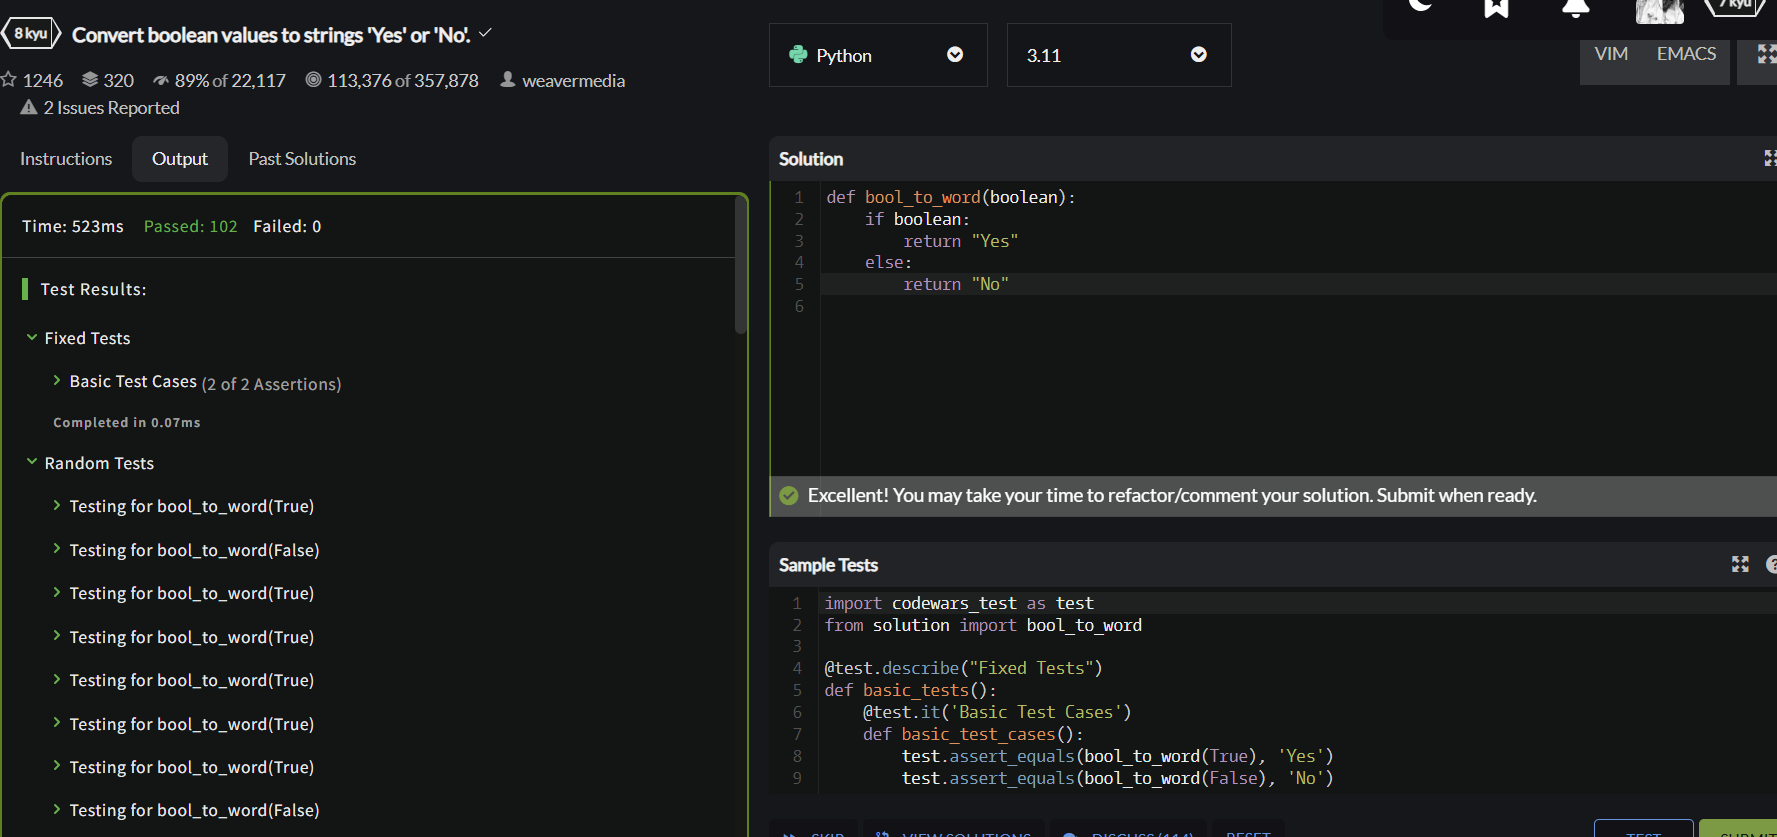 8 kyu Convert boolean values to strings 'Yes' or 'No'.
1246 320 89% of 22,117 113,376 of 357,878 weavermedia
2 Issues Reported
Instructions Output Past Solutions
Time: 523ms Passed: 102 Failed: 0
Test Results:
Fixed Tests
Basic Test Cases (2 of 2 Assertions)
Completed in 0.07ms
Random Tests
Testing for bool_to_word(True)
Testing for bool_to_word(False)
Testing for bool_to_word(True)
Testing for bool_to_word(True)
Testing for bool_to_word(True)
Testing for bool_to_word(True)
Testing for bool_to_word(True)
Testing for bool_to_word(False)
7 kyu
Python 3.11 VIM EMACS
Solution
1 def bool_to_word(boolean):
2     if boolean:
3         return "Yes"
4     else:
5         return "No"
6
Excellent! You may take your time to refactor/comment your solution. Submit when ready.
Sample Tests
1 import codewars_test as test
2 from solution import bool_to_word
3
4 @test.describe("Fixed Tests")
5 def basic_tests():
6     @test.it('Basic Test Cases')
7     def basic_test_cases():
8         test.assert_equals(bool_to_word(True), 'Yes')
9         test.assert_equals(bool_to_word(False), 'No')
SKIP VIEW SOLUTIONS DISCUSS (114) RESET TEST SUBMIT